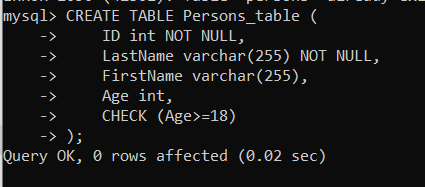 mysql> CREATE TABLE Persons_table (
    ->     ID int NOT NULL,
    ->     LastName varchar(255) NOT NULL,
    ->     FirstName varchar(255),
    ->     Age int,
    ->     CHECK (Age>=18)
    -> );
Query OK, 0 rows affected (0.02 sec)